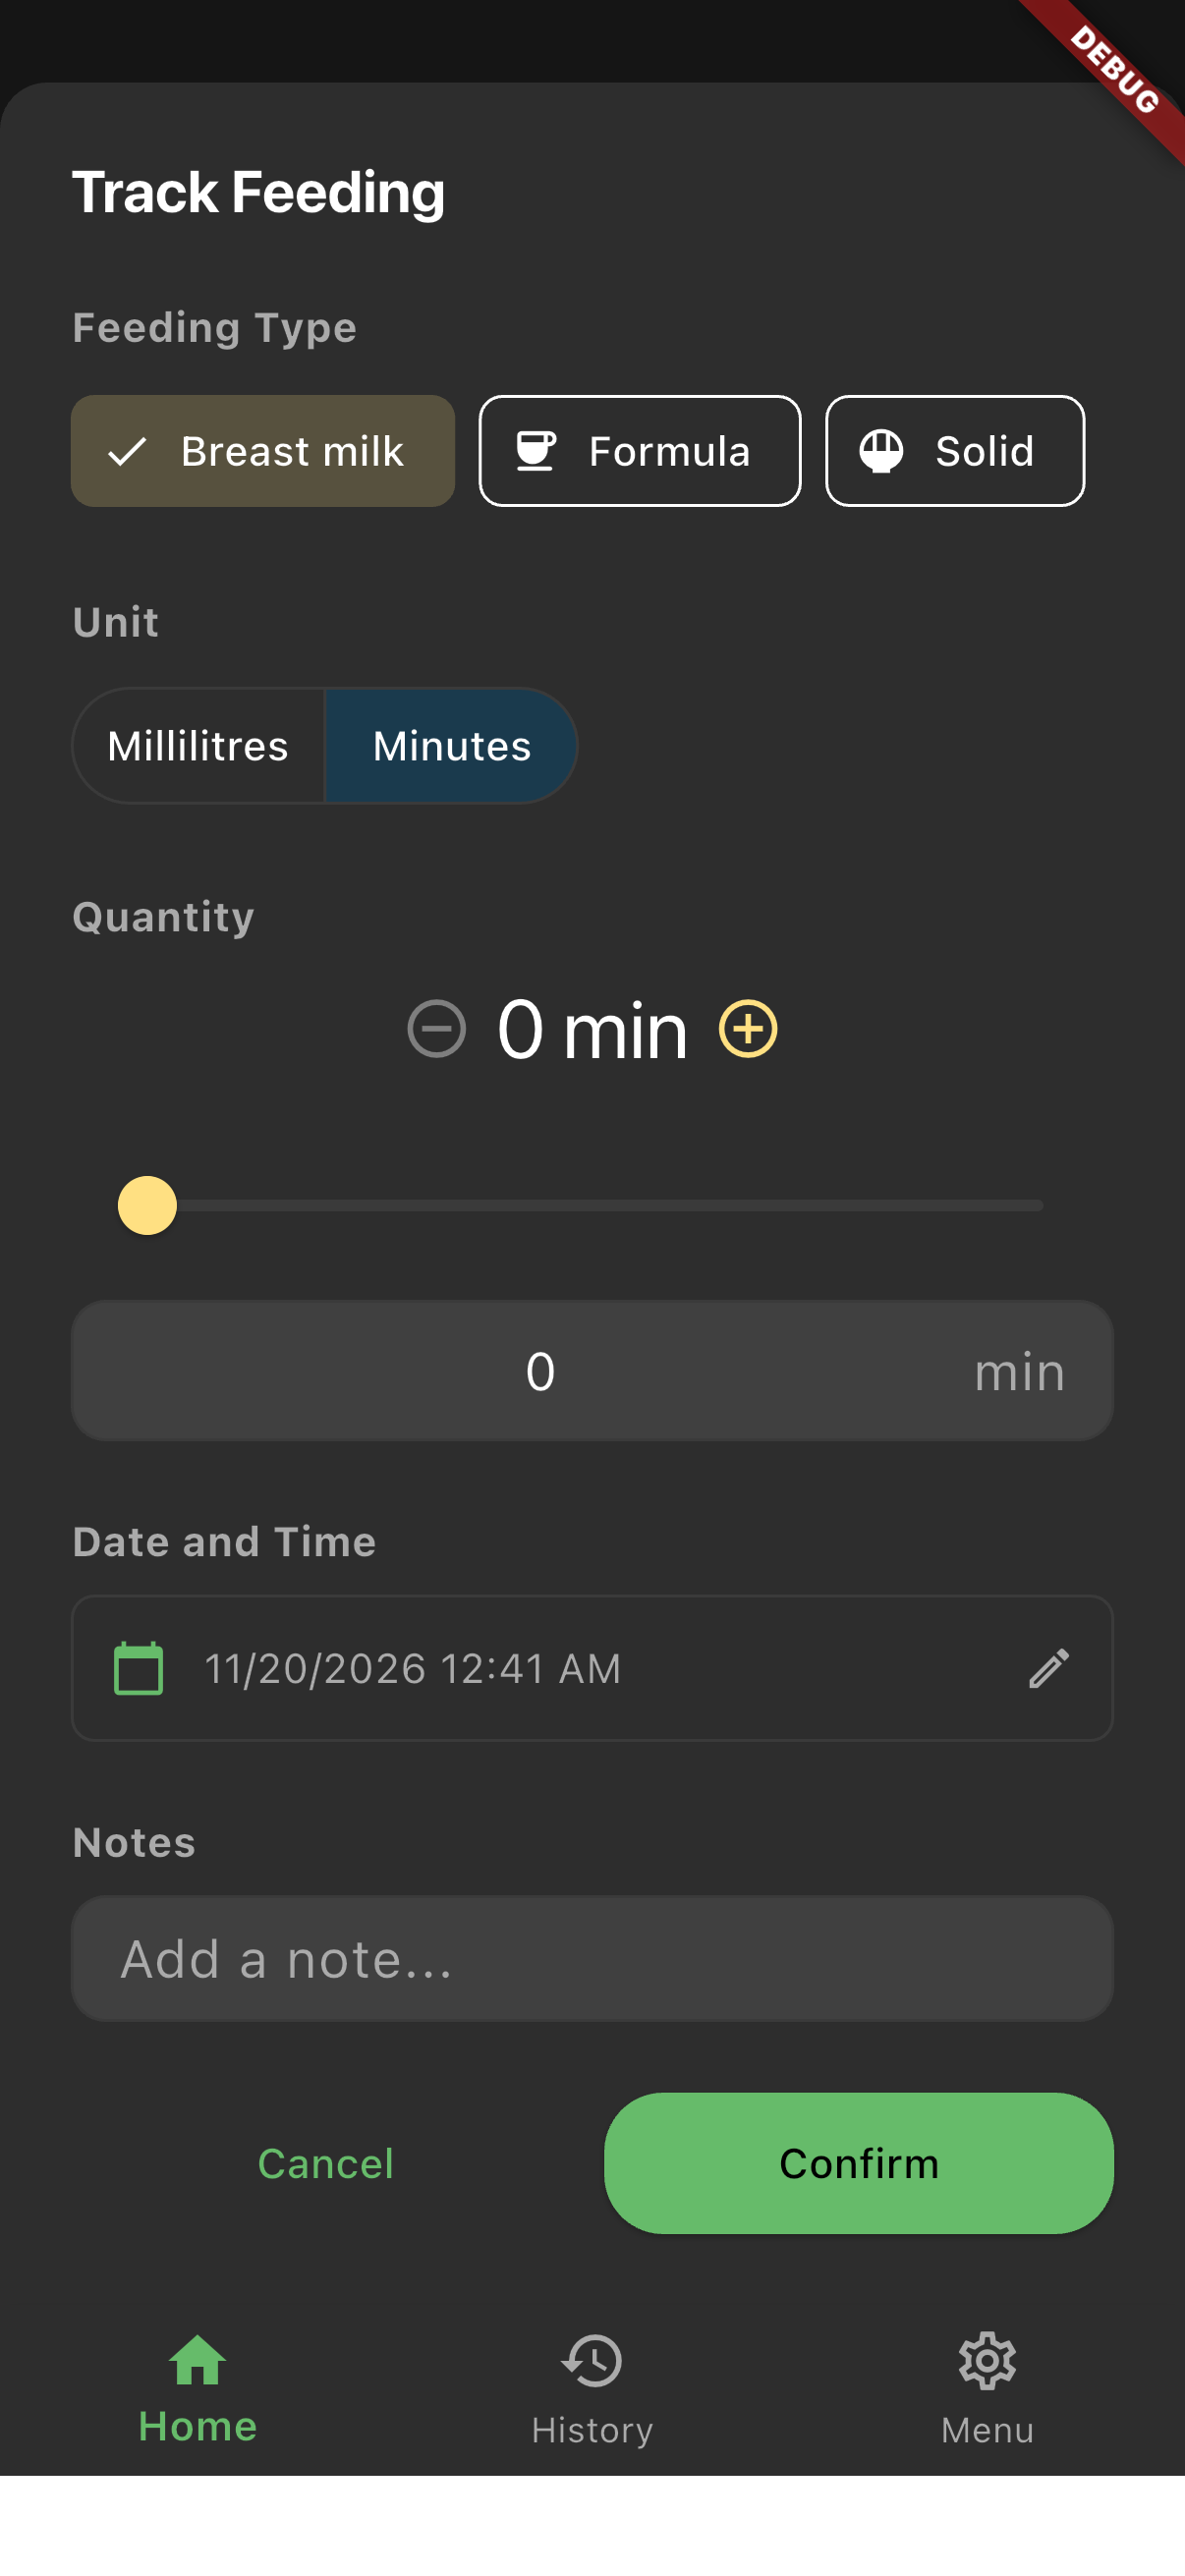 DEBUG
Track Feeding
Feeding Type
Breast milk
Formula
Solid
Unit
Millilitres
Minutes
Quantity
0 min
0
min
Date and Time
11/20/2026 12:41 AM
Notes
Add a note...
Cancel
Confirm
Home
History
Menu